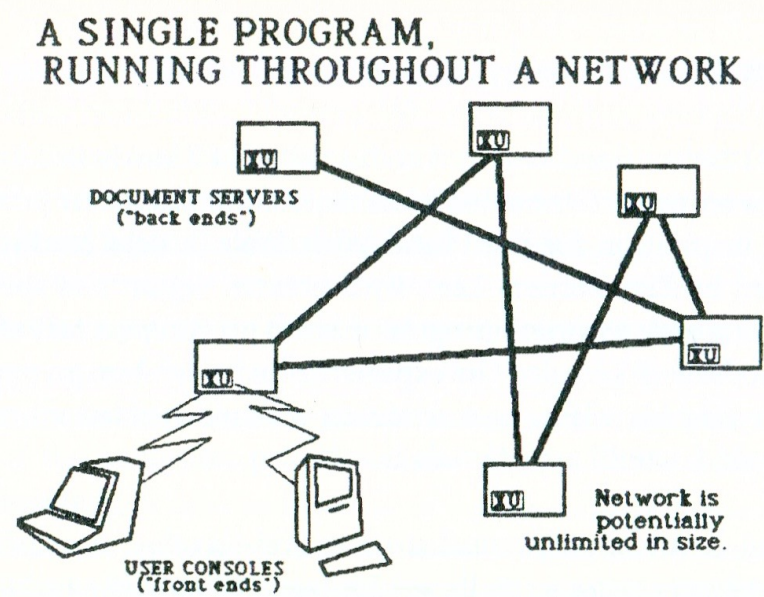 A SINGLE PROGRAM,
RUNNING THROUGHOUT A NETWORK
XU
XU
XU
DOCUMENT SERVERS
("back ends")
XU
XU
XU
Network is
potentially
unlimited in size.
USER CONSOLES
("front ends")